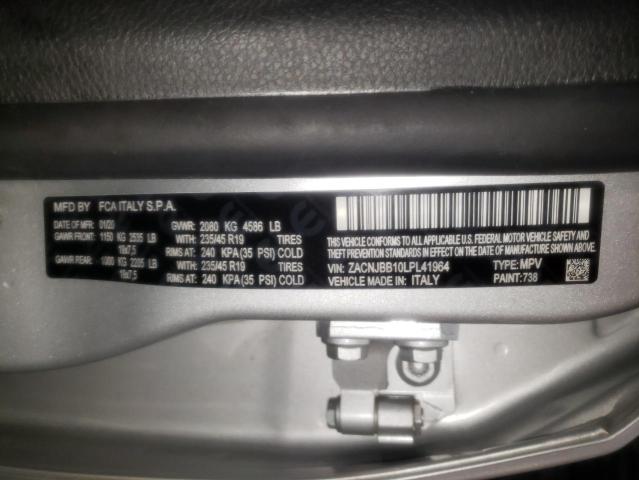 MFD BY FCA ITALY S.P.A.
DATE OF MFR: 01/20 GVWR: 2080 KG 4586 LB
GAWR FRONT: 1150 KG 2535 LB WITH: 235/45 R19 TIRES
19x7.5 RIMS AT: 240 KPA (35 PSI) COLD
GAWR REAR: KG 2205 LB WITH: 235/45 R19 TIRES
19x7.5 RIMS AT: 240 KPA (35 PSI) COLD
THIS VEHICLE CONFORMS TO ALL APPLICABLE FEDERAL MOTOR VEHICLE SAFETY
THEFT PREVENTION STANDARDS IN EFFECT ON THE DATE OF MANUFACTURE SHOWN ABOVE
VIN: ZACNJBB10LPL41964 TYPE: MPV
VEHICLE MADE IN: ITALY PAINT: 738